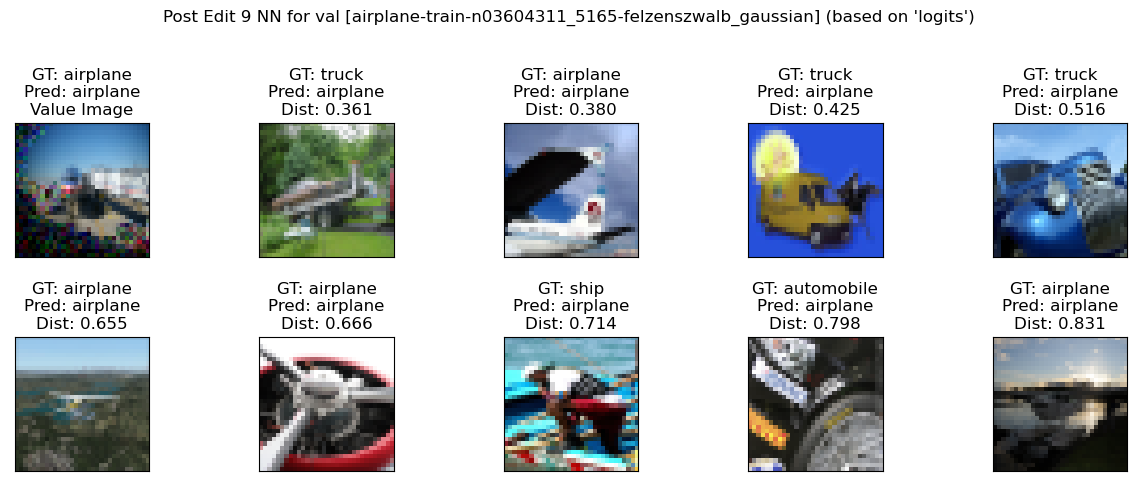 Post Edit 9 NN for val [airplane-train-n03604311_5165-felzenszwalb_gaussian] (based on 'logits')
GT: airplane
Pred: airplane
Value Image
GT: truck
Pred: airplane
Dist: 0.361
GT: airplane
Pred: airplane
Dist: 0.380
GT: truck
Pred: airplane
Dist: 0.425
GT: truck
Pred: airplane
Dist: 0.516
GT: airplane
Pred: airplane
Dist: 0.655
GT: airplane
Pred: airplane
Dist: 0.666
GT: ship
Pred: airplane
Dist: 0.714
GT: automobile
Pred: airplane
Dist: 0.798
GT: airplane
Pred: airplane
Dist: 0.831